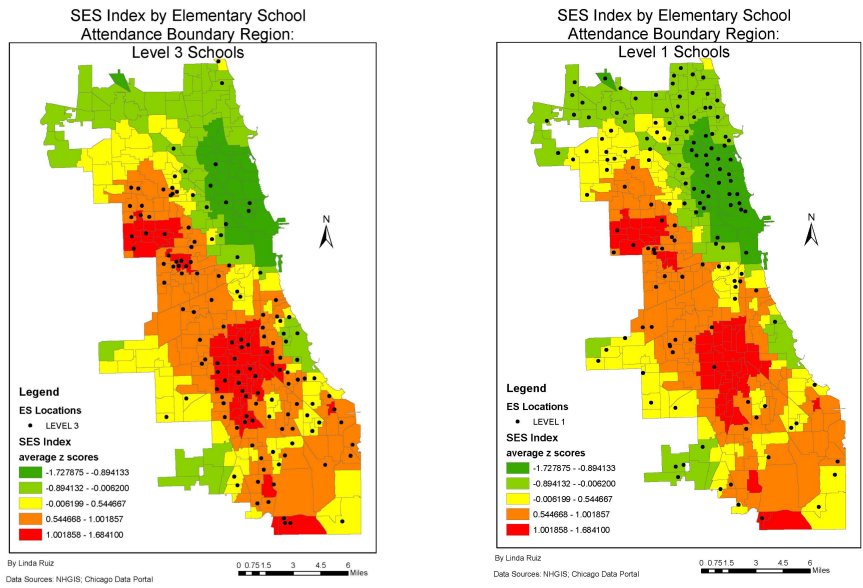 SES Index by Elementary School
Attendance Boundary Region:
Level 3 Schools
N
Legend
ES Locations
LEVEL 3
SES Index
average z scores
-1.727875 - -0.894133
-0.894132 - -0.006200
-0.006199 - 0.544667
0.544668 - 1.001857
1.001858 - 1.684100
By Linda Ruiz
Data Sources: NHGIS; Chicago Data Portal
0 0.75 1.5 3 4.5 6
Miles
SES Index by Elementary School
Attendance Boundary Region:
Level 1 Schools
N
Legend
ES Locations
LEVEL 1
SES Index
average z scores
-1.727875 - -0.894133
-0.894132 - -0.006200
-0.006199 - 0.544667
0.544668 - 1.001857
1.001858 - 1.684100
By Linda Ruiz
Data Sources: NHGIS; Chicago Data Portal
0 0.75 1.5 3 4.5 6
Miles